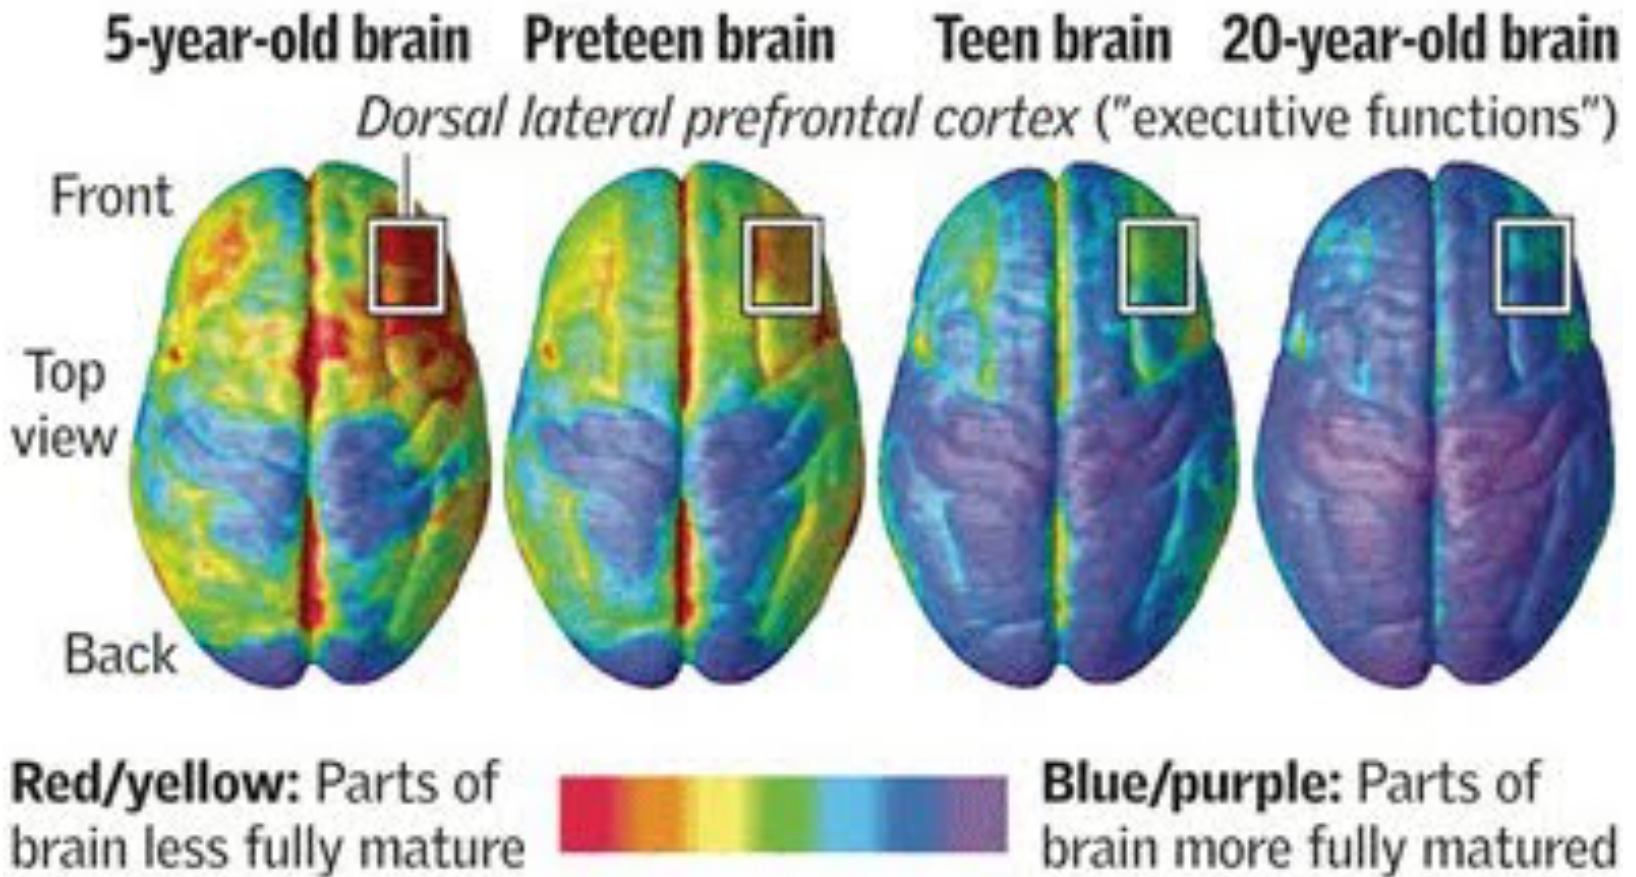 5-year-old brain
Preteen brain
Teen brain
20-year-old brain
Dorsal lateral prefrontal cortex ("executive functions")
Front
Top
view
Back
Red/yellow: Parts of
brain less fully mature
Blue/purple: Parts of
brain more fully matured